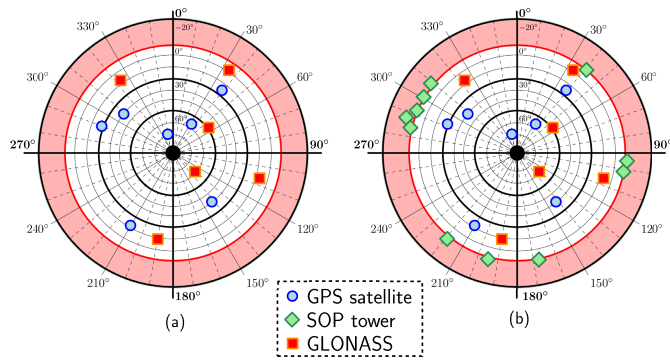 0° 0°
330° 30° 330° 30°
−20° −20°
300° 0° 60° 300° 0° 60°
30° 30°
60° 60°
270° 90° 270° 90°
240° 120° 240° 120°
210° 150° 210° 150°
180° 180°
(a) (b)
GPS satellite
SOP tower
GLONASS